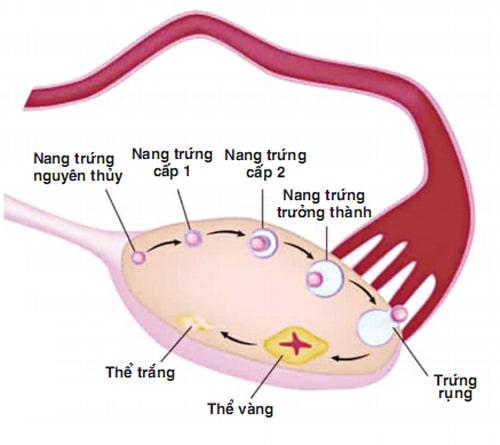 Nang trứng
nguyên thủy
Nang trứng
cấp 1
Nang trứng
cấp 2
Nang trứng
trưởng thành
Trứng
rụng
Thể vàng
Thể trắng